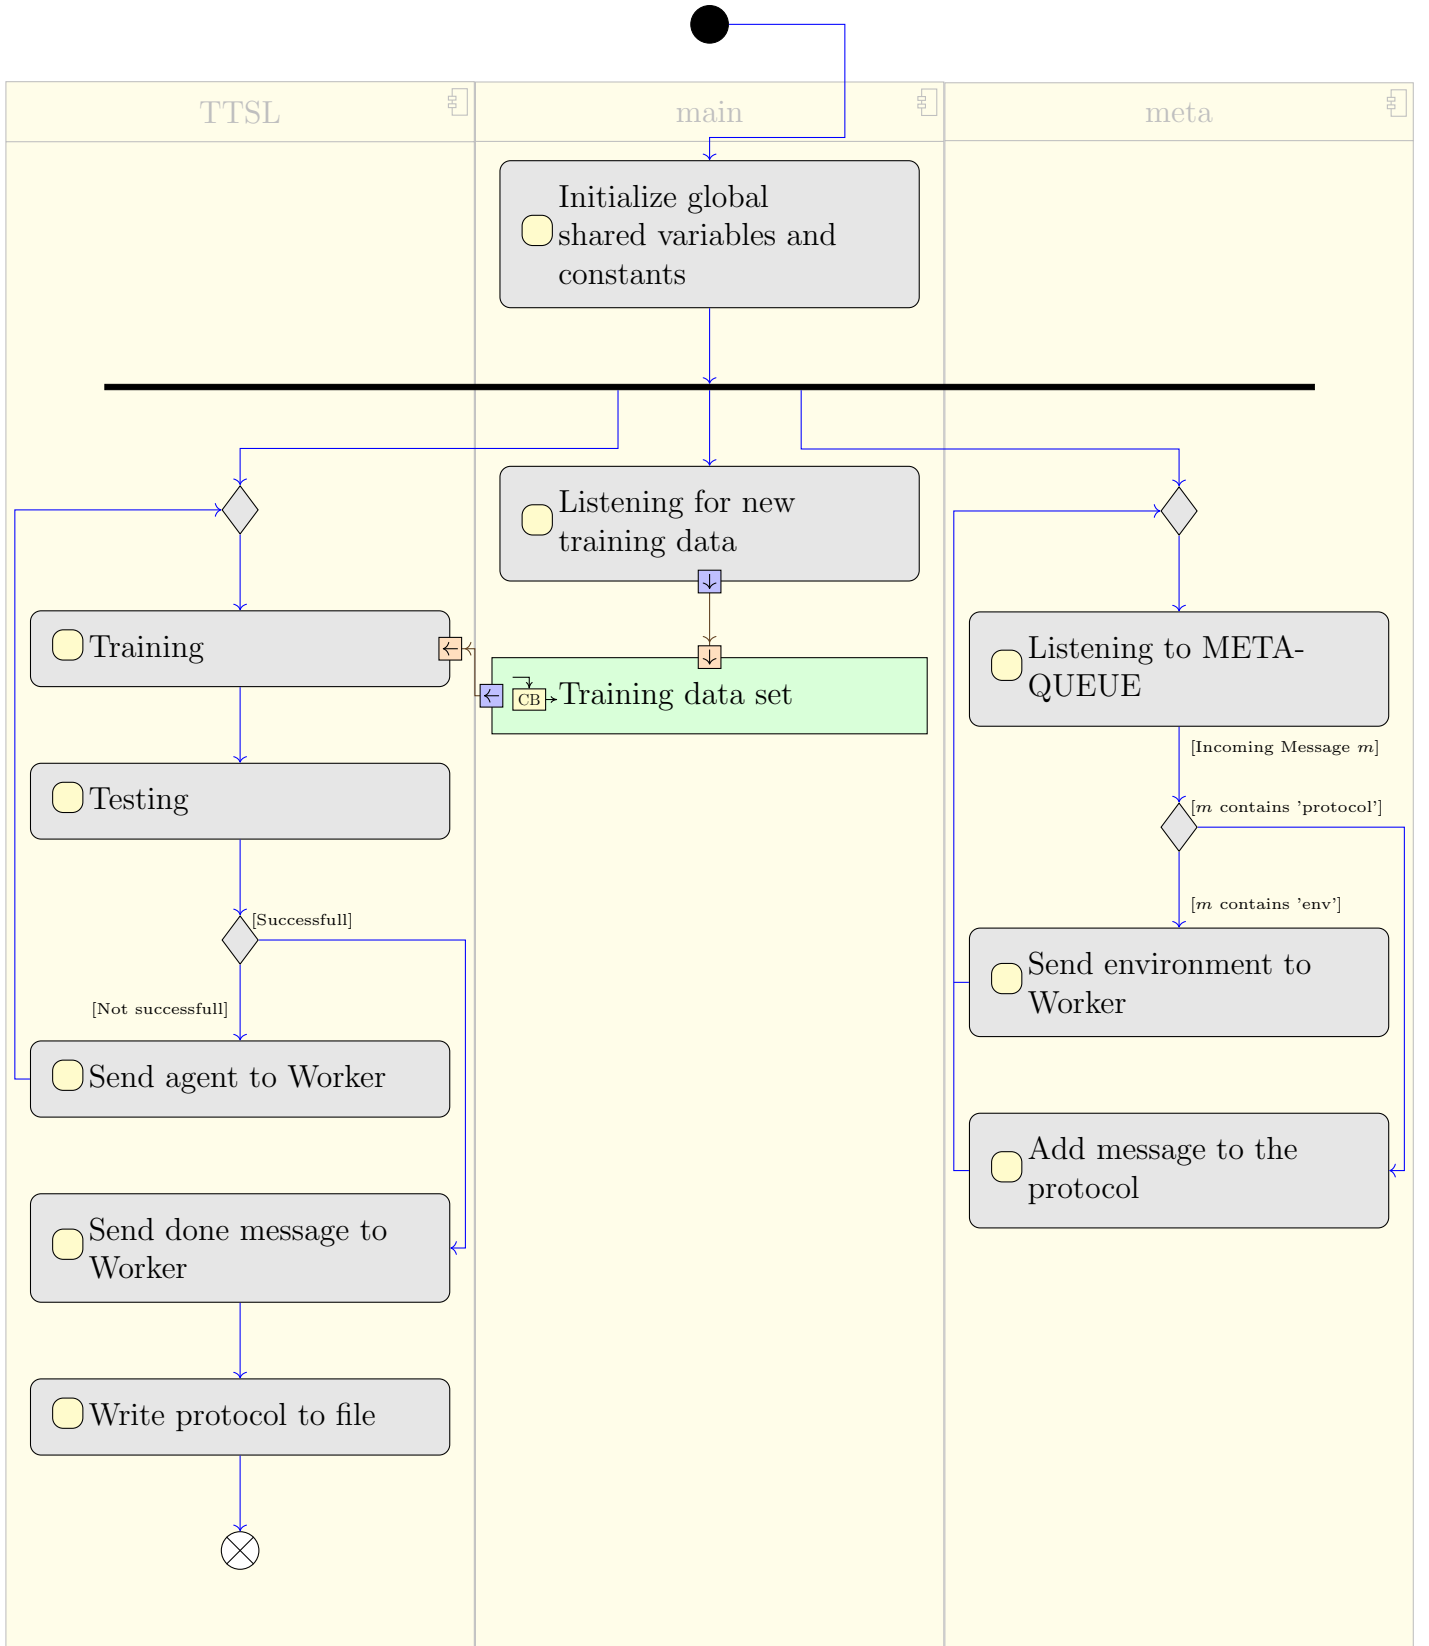 TTSL
main
meta
Initialize global
shared variables and
constants
Listening for new
training data
Training
CB
Training data set
Listening to META-
QUEUE
[Incoming Message m]
Testing
[m contains 'protocol']
[m contains 'env']
[Successfull]
Send environment to
Worker
[Not successfull]
Send agent to Worker
Add message to the
protocol
Send done message to
Worker
Write protocol to file